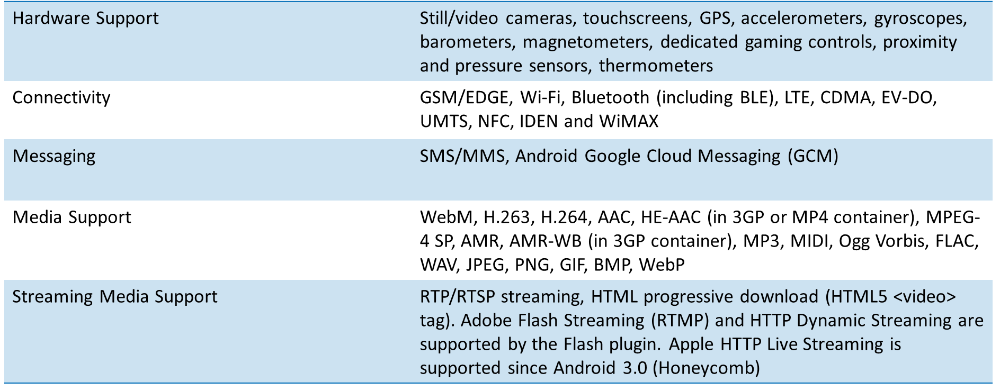 Hardware Support
Still/video cameras, touchscreens, GPS, accelerometers, gyroscopes,
barometers, magnetometers, dedicated gaming controls, proximity
and pressure sensors, thermometers
Connectivity
GSM/EDGE, Wi-Fi, Bluetooth (including BLE), LTE, CDMA, EV-DO,
UMTS, NFC, IDEN and WiMAX
Messaging
SMS/MMS, Android Google Cloud Messaging (GCM)
Media Support
WebM, H.263, H.264, AAC, HE-AAC (in 3GP or MP4 container), MPEG-
4 SP, AMR, AMR-WB (in 3GP container), MP3, MIDI, Ogg Vorbis, FLAC,
WAV, JPEG, PNG, GIF, BMP, WebP
Streaming Media Support
RTP/RTSP streaming, HTML progressive download (HTML5 <video>
tag). Adobe Flash Streaming (RTMP) and HTTP Dynamic Streaming are
supported by the Flash plugin. Apple HTTP Live Streaming is
supported since Android 3.0 (Honeycomb)